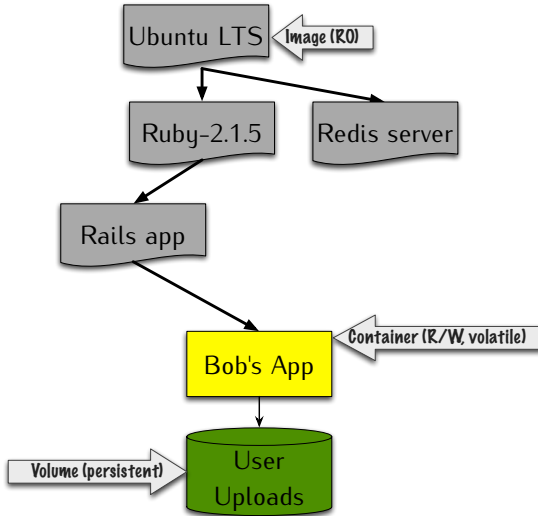 Ubuntu LTS
Image (RO)
Ruby-2.1.5
Redis server
Rails app
Container (R/W, volatile)
Bob's App
Volume (persistent)
User
Uploads